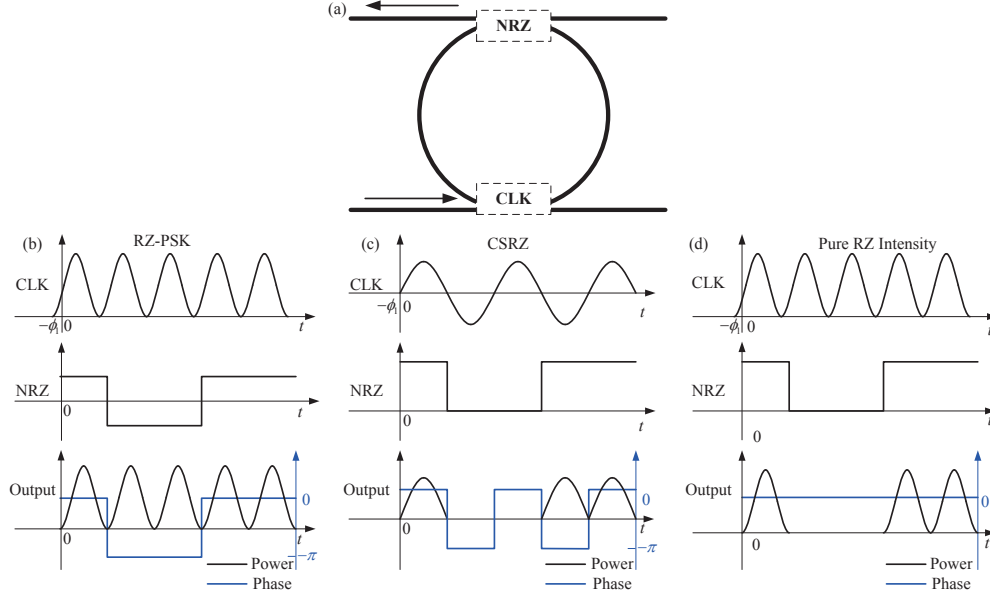 (a)
NRZ
CLK
(b)
RZ-PSK
CLK
−ϕ₁ 0
t
NRZ
0
t
Output
0
0
t
−π
Power
Phase
(c)
CSRZ
CLK
−ϕ₁ 0
t
NRZ
0
t
Output
0
0
t
−π
Power
Phase
(d)
Pure RZ Intensity
CLK
−ϕ₁ 0
t
NRZ
0
t
Output
0
0
t
Power
Phase